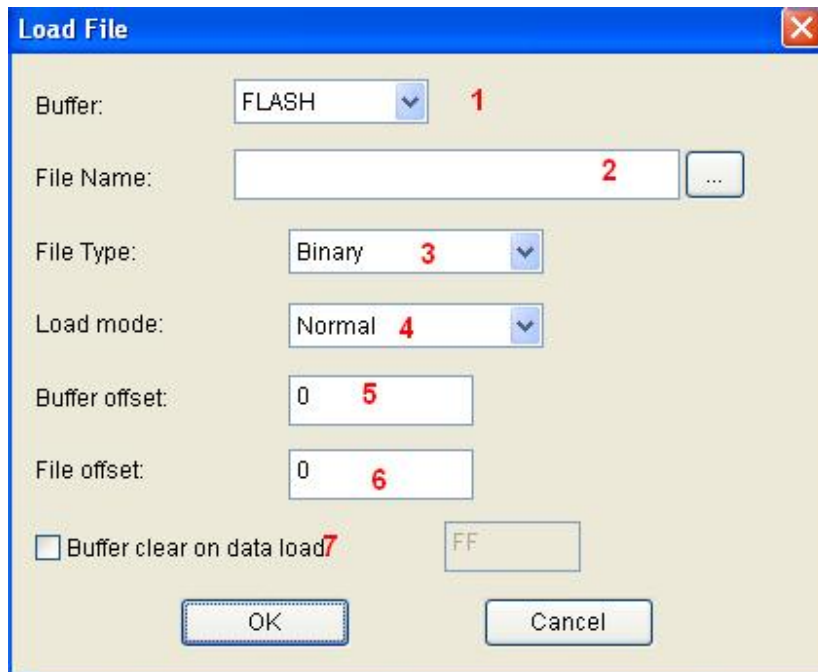 Load File
Buffer: FLASH 1
File Name: 2 ...
File Type: Binary 3
Load mode: Normal 4
Buffer offset: 0 5
File offset: 0 6
Buffer clear on data load 7 FF
OK Cancel